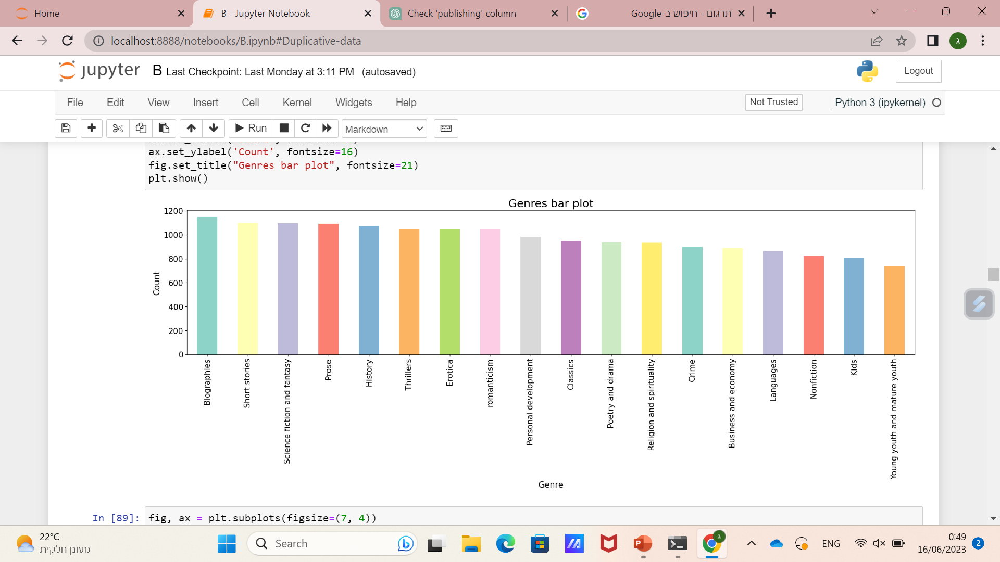 Home
B - Jupyter Notebook
Check 'publishing' column
תרגום - חיפוש ב-Google
localhost:8888/notebooks/B.ipynb#Duplicative-data
ג
jupyter B Last Checkpoint: Last Monday at 3:11 PM (autosaved)
Logout
File Edit View Insert Cell Kernel Widgets Help
Not Trusted
Python 3 (ipykernel)
Run
Markdown
ax.set_ylabel('Count', fontsize=16)
fig.set_title("Genres bar plot", fontsize=21)
plt.show()
Genres bar plot
1200
1000
800
600
400
200
0
Count
Biographies
Short stories
Science fiction and fantasy
Prose
History
Thrillers
Erotica
romanticism
Personal development
Classics
Poetry and drama
Religion and spirituality
Crime
Business and economy
Languages
Nonfiction
Kids
Young youth and mature youth
Genre
In [89]:
fig, ax = plt.subplots(figsize=(7, 4))
22°C
מעונן חלקית
Search
P
ג
ENG
0:49
16/06/2023
2